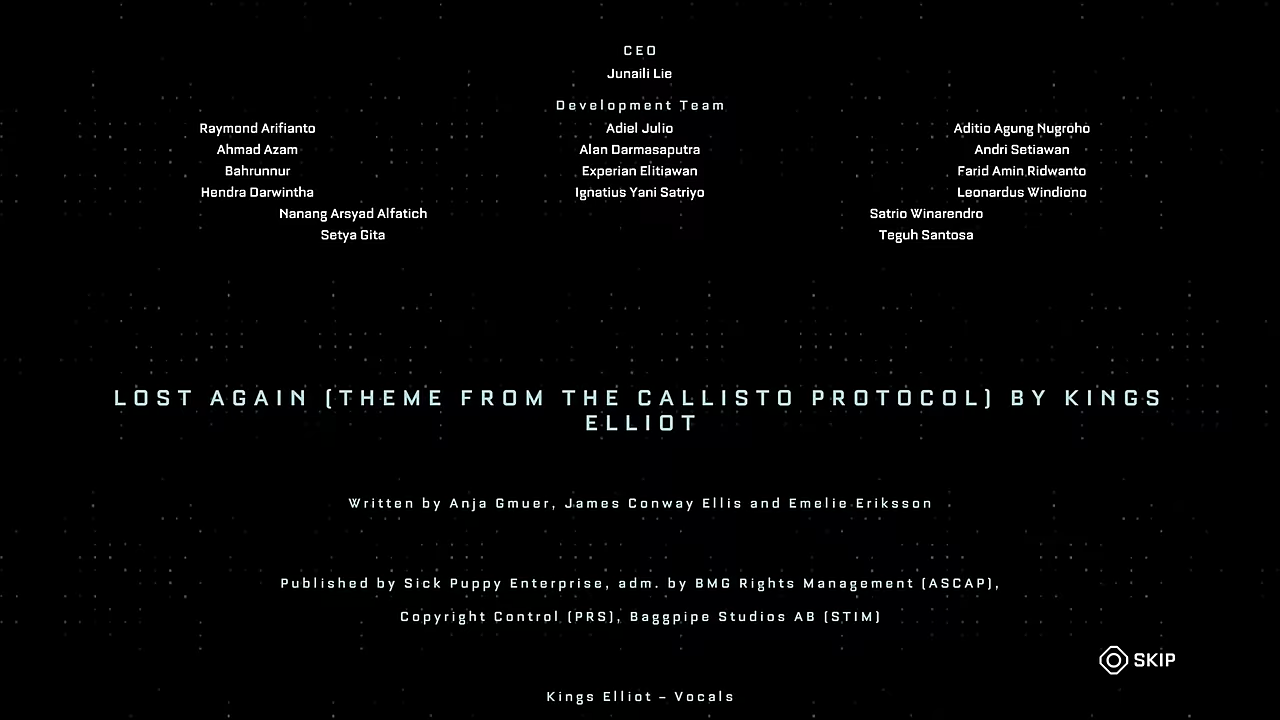 CEO
Junaili Lie
Development Team
Raymond Arifianto Adiel Julio Aditio Agung Nugroho
Ahmad Azam Alan Darmasaputra Andri Setiawan
Bahrunnur Experian Elitiawan Farid Amin Ridwanto
Hendra Darwintha Ignatius Yani Satriyo Leonardus Windiono
Nanang Arsyad Alfatich Satrio Winarendro
Setya Gita Teguh Santosa
LOST AGAIN (THEME FROM THE CALLISTO PROTOCOL) BY KINGS
ELLIOT
Written by Anja Gmuer, James Conway Ellis and Emelie Eriksson
Published by Sick Puppy Enterprise, adm. by BMG Rights Management (ASCAP),
Copyright Control (PRS), Baggpipe Studios AB (STIM)
SKIP
Kings Elliot – Vocals